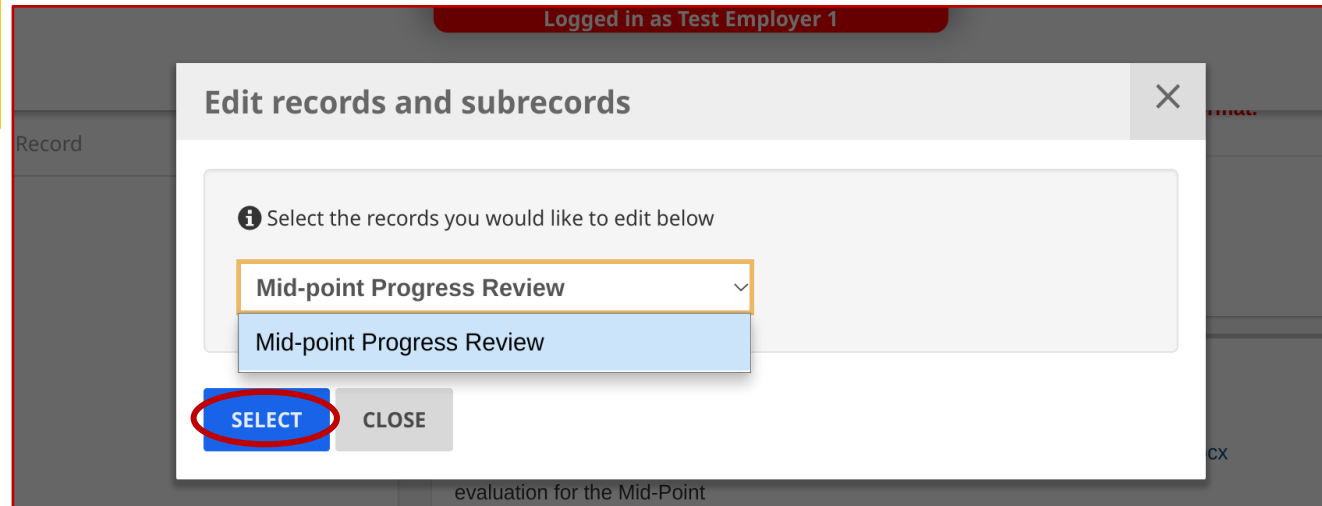 Logged in as Test Employer 1
Edit records and subrecords
Record
Select the records you would like to edit below
Mid-point Progress Review
Mid-point Progress Review
SELECT CLOSE
cx
evaluation for the Mid-Point